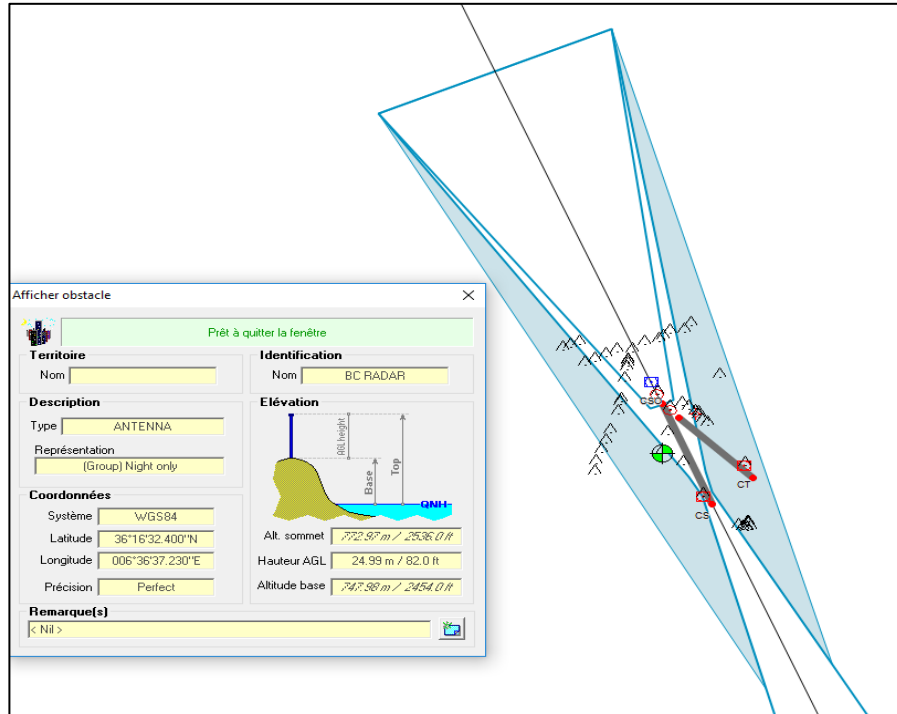 Afficher obstacle
Prêt à quitter la fenêtre
Territoire
Nom
Identification
Nom BC RADAR
Description
Type ANTENNA
Représentation
(Group) Night only
Elévation
AGL height
Base
Top
QNH
Alt. sommet 772.97 m / 2536.0 ft
Hauteur AGL 24.99 m / 82.0 ft
Altitude base 747.98 m / 2454.0 ft
Coordonnées
Système WGS84
Latitude 36°16'32.400"N
Longitude 006°36'37.230"E
Précision Perfect
Remarque(s)
< Nil >
CSO
CT
CS